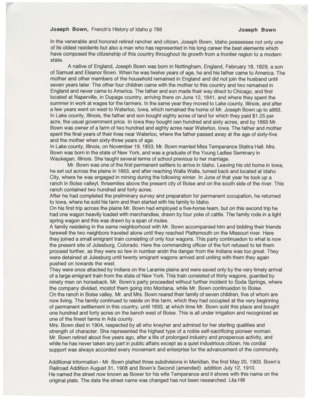 Joseph Bown, French's History of Idaho p 786 Joseph Bown
In the venerable and honored retired rancher and citizen, Joseph Bown, Idaho possesses not only one
of its oldest residents but also a man who has represented in his long career the best elements which
have composed the citizenship of this country throughout its growth from a frontier region to a modern
state.
A native of England, Joseph Bown was born in Nottingham, England, February 18, 1829, a son
of Samuel and Eleanor Bown. When he was twelve years of age, he and his father came to America. The
mother and other members of the household remained in England and did not join the husband until
seven years later. The other four children came with the mother to this country and two remained in
England and never came to America. The father and son made their way direct to Chicago, and first
located at Naperville, in Dupage country, arriving there on June 12, 1841, and where they spent the
summer in work at wages for the farmers. In the same year they moved to Lake county, Illinois, and after
a few years went on west to Waterloo, Iowa, which remained the home of Mr. Joseph Bown up to 1863.
In Lake county, Illinois, the father and son bought eighty acres of land for which they paid $1.25 per
acre, the usual government price. In Iowa they bought one hundred and sixty acres, and by 1860 Mr.
Bown was owner of a farm of two hundred and eighty acres near Waterloo, Iowa. The father and mother
spent the final years of their lives near Waterloo, where the father passed away at the age of sixty-five
and the mother when sixty-three years of age.
In Lake county, Illinois, on November 19, 1853, Mr. Bown married Miss Temperance Statira Hall. Mrs.
Bown was born in the state of New York, and was a graduate of the Young Ladies Seminary in
Waukegan, Illinois. She taught several terms of school previous to her marriage.
Mr. Bown was one of the first permanent settlers to arrive in Idaho. Leaving his old home in Iowa,
he set out across the plains in 1863, and after reaching Walla Walla, turned back and located at Idaho
City, where he was engaged in mining during the following winter. In June of that year he took up a
ranch in Boise valley, threemiles above the present city of Boise and on the south side of the river. This
ranch contained two hundred and forty acres.
After he had completed the preliminary survey and preparation for permanent occupation, he returned
to Iowa, where he sold his farm and then started with his family to Idaho.
On his first trip across the plains Mr. Bown had employed a five-horse team, but on this second trip he
had one wagon heavily loaded with merchandise, drawn by four yoke of cattle. The family rode in a light
spring wagon and this was drawn by a span of mules.
A family residing in the same neighborhood with Mr. Bown accompanied him and bidding their friends
farewell the two neighbors traveled alone until they reached Plattsmouth on the Missouri river. Here
they joined a small emigrant train consisting of only four wagons. This party continued to what is now
the present site of Julesburg, Colorado. Here the commanding officer of the fort refused to let them
proceed further, as they were so few in number and the danger from the Indians was too great. They
were detained at Julesburg until twenty emigrant wagons arrived and uniting with them they again
pushed on towards the west.
They were once attacked by Indians on the Laramie plains and were saved only by the very timely arrival
of a large emigrant train from the state of New York. This train consisted of thirty wagons, guarded by
ninety men on horseback. Mr. Bown's party proceeded without further incident to Soda Springs, where
the company divided, most them going into Montana, while Mr. Bown continued to Boise.
On the ranch in Boise valley, Mr. and Mrs. Bown reared their family of seven children, five of whom are
now living. The family continued to reside on this farm, which they had occupied at the very beginning
of permanent settlement in this country, until 1893, at which time Mr. Bown sold this place and bought
one hundred and forty acres on the bench west of Boise. This is all under irrigation and recognized as
one of the finest farms in Ada county.
Mrs. Bown died in 1904, respected by all who knew her and admired for her sterling qualities and
strength of character. She represented the highest type of a noble self-sacrificing pioneer woman.
Mr. Bown retired about five years ago, after a life of prolonged industry and prosperous activity, and
while he has never taken any part in public affairs except as a quiet industrious citizen, his cordial
support was always accorded every movement and enterprise for the advancement of the community.
Additional information - Mr. Bown platted three subdivisions in Meridian, the first May 20, 1903. Bown's
Railroad Addition August 31, 1906 and Bown's Second (amended) addition July 12, 1910.
He named the street now known as Bower for his wife Temperance and it shows with this name on the
original plats. The date the street name was changed has not been researched. Lila Hill